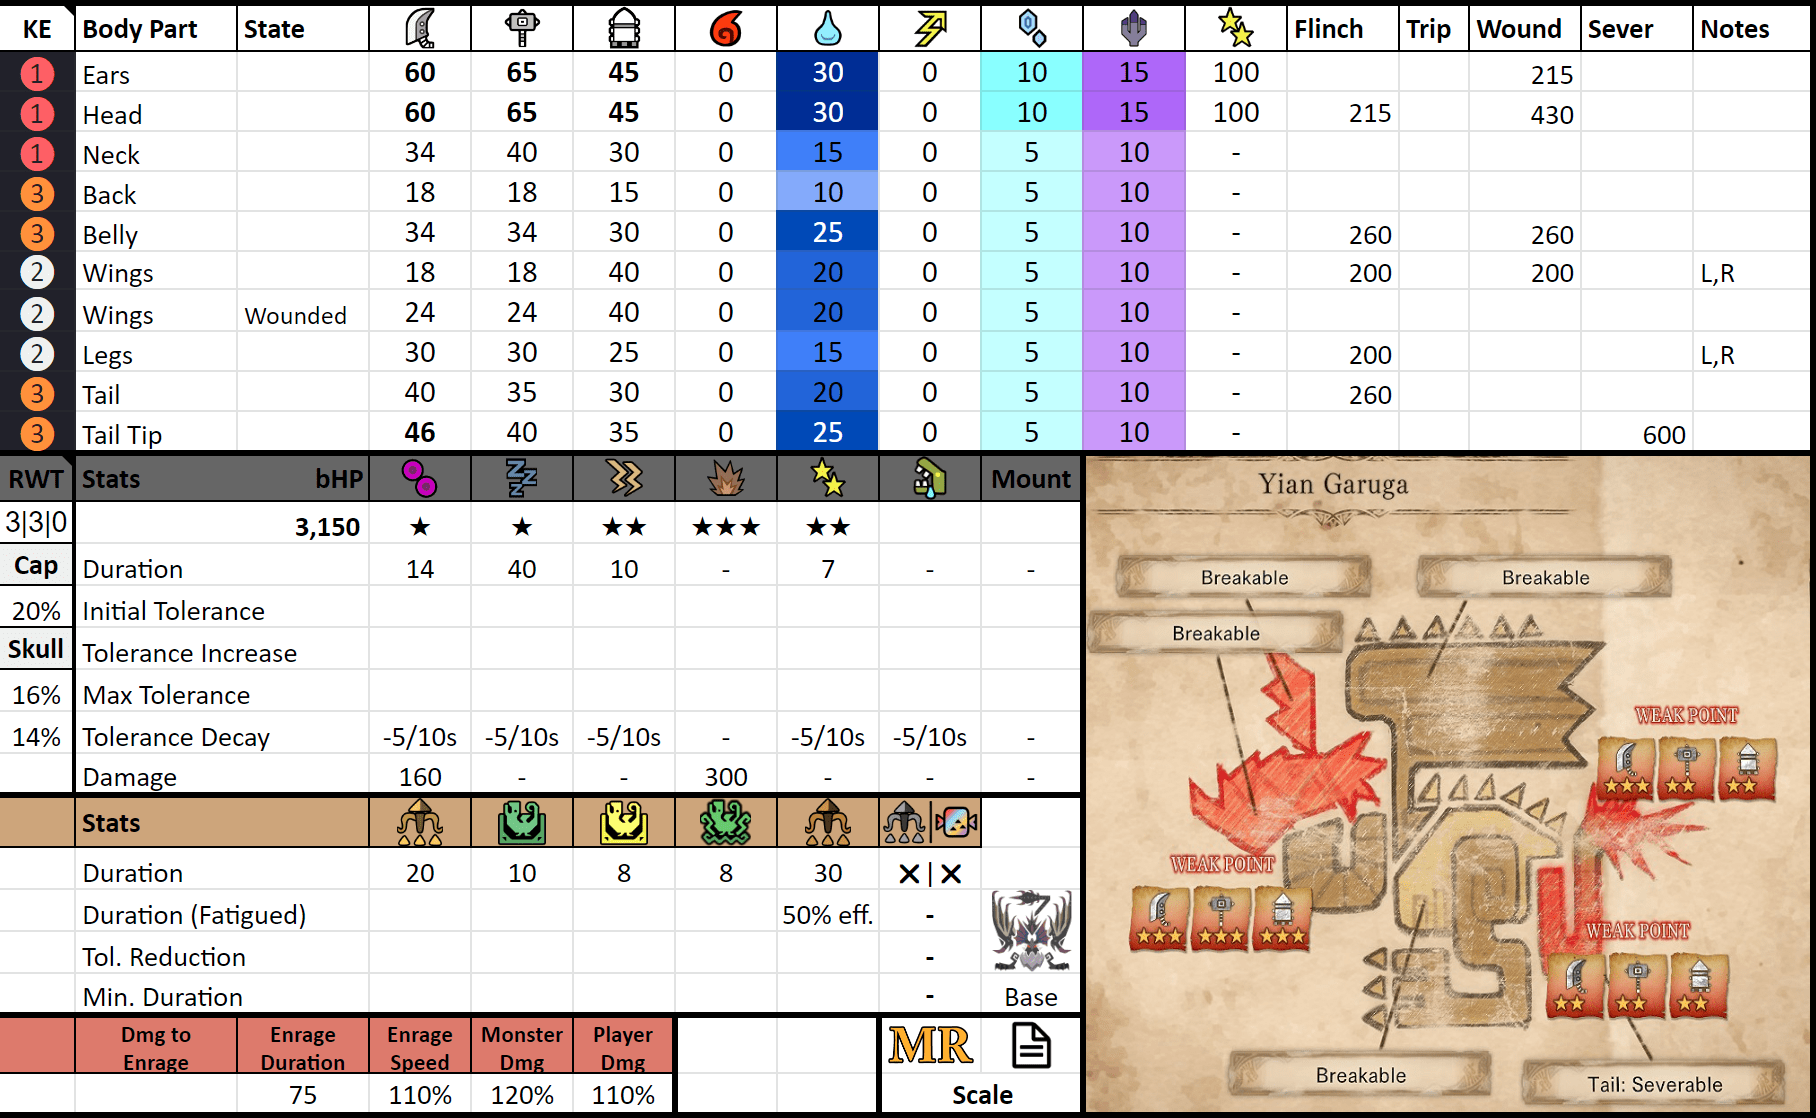 KE Body Part State Flinch Trip Wound Sever Notes
1 Ears 60 65 45 0 30 0 10 15 100 215
1 Head 60 65 45 0 30 0 10 15 100 215 430
1 Neck 34 40 30 0 15 0 5 10 -
3 Back 18 18 15 0 10 0 5 10 -
3 Belly 34 34 30 0 25 0 5 10 - 260 260
2 Wings 18 18 40 0 20 0 5 10 - 200 200 L,R
2 Wings Wounded 24 24 40 0 20 0 5 10 -
2 Legs 30 30 25 0 15 0 5 10 - 200 L,R
3 Tail 40 35 30 0 20 0 5 10 - 260
3 Tail Tip 46 40 35 0 25 0 5 10 - 600
RWT Stats bHP Mount
3|3|0 3,150 ★ ★ ★★ ★★★ ★★
Cap Duration 14 40 10 - 7 - -
20% Initial Tolerance
Skull Tolerance Increase
16% Max Tolerance
14% Tolerance Decay -5/10s -5/10s -5/10s - -5/10s -5/10s -
Damage 160 - - 300 - - -
Stats
Duration 20 10 8 8 30 ✕|✕
Duration (Fatigued) 50% eff. -
Tol. Reduction -
Min. Duration - Base
Dmg to Enrage Enrage Duration Enrage Speed Monster Dmg Player Dmg MR
75 110% 120% 110% Scale
Yian Garuga
Breakable
Breakable
Breakable
WEAK POINT
WEAK POINT
WEAK POINT
Breakable
Tail: Severable